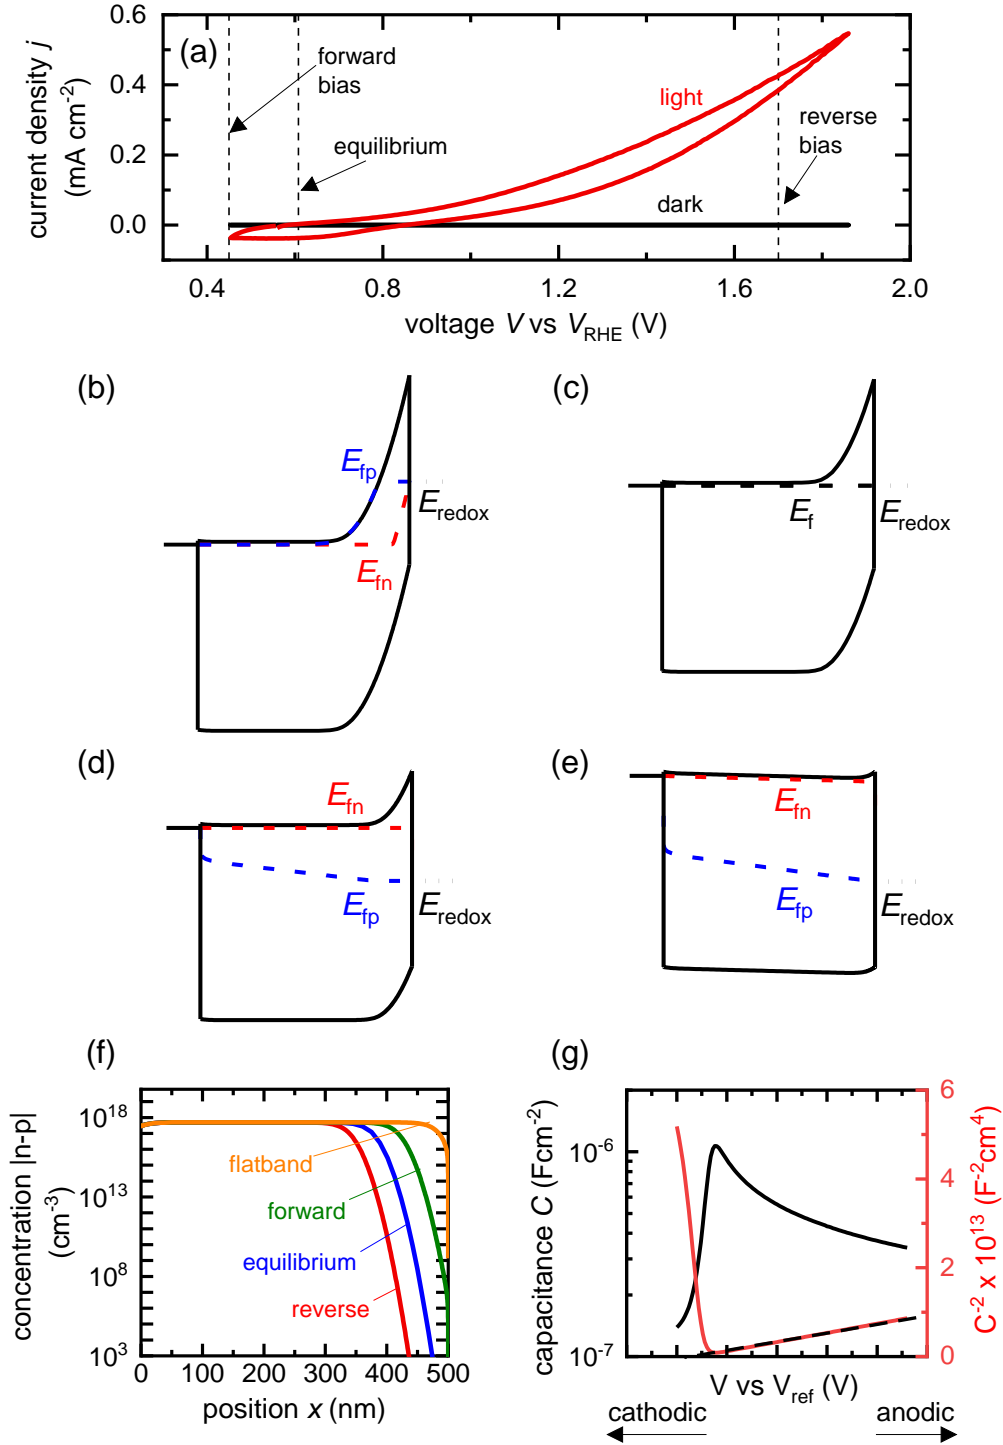 (a)
current density j
(mA cm-2)
0.6
0.4
0.2
0.0
forward
bias
equilibrium
light
dark
reverse
bias
0.4 0.8 1.2 1.6 2.0
voltage V vs VRHE (V)
(b)
Efp
Efn
Eredox
(c)
Ef
Eredox
(d)
Efn
Efp
Eredox
(e)
Efn
Efp
Eredox
(f)
concentration |n-p|
(cm-3)
1018
1013
108
103
flatband
forward
equilibrium
reverse
0 100 200 300 400 500
position x (nm)
(g)
capacitance C (Fcm-2)
10-6
10-7
6
4
2
0
C-2 x 1013 (F-2cm4)
V vs Vref (V)
cathodic
anodic